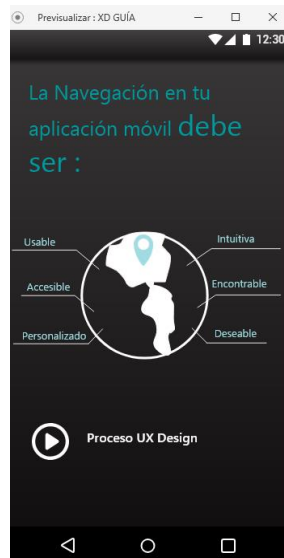 Previsualizar : XD GUÍA
12:30
La Navegación en tu
aplicación móvil debe
ser :
Usable
Intuitiva
Accesible
Encontrable
Personalizado
Deseable
Proceso UX Design